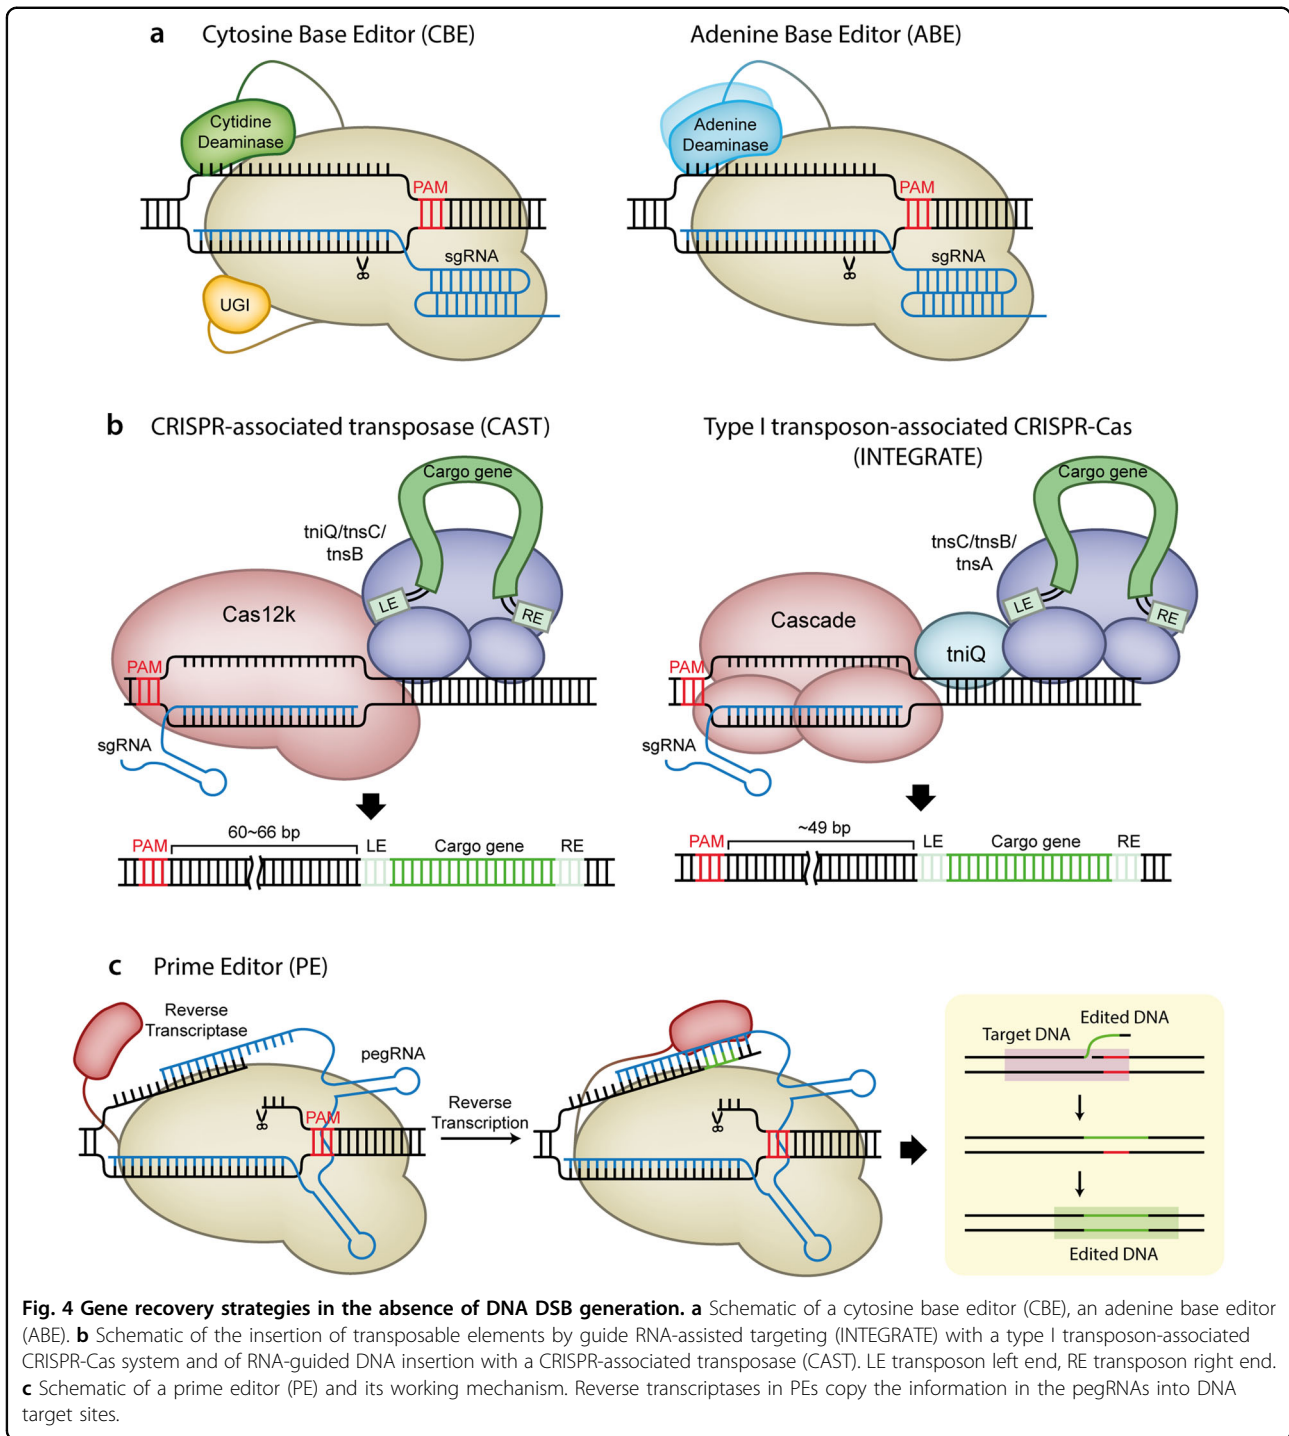 a Cytosine Base Editor (CBE)
Adenine Base Editor (ABE)
Cytidine
Deaminase
PAM
sgRNA
UGI
Adenine
Deaminase
PAM
sgRNA
b CRISPR-associated transposase (CAST)
Type I transposon-associated CRISPR-Cas
(INTEGRATE)
Cargo gene
tniQ/tnsC/
tnsB
LE
RE
Cas12k
PAM
sgRNA
60~66 bp
PAM
LE
Cargo gene
RE
Cargo gene
tnsC/tnsB/
tnsA
LE
RE
Cascade
tniQ
PAM
sgRNA
~49 bp
PAM
LE
Cargo gene
RE
c Prime Editor (PE)
Reverse
Transcriptase
pegRNA
PAM
Reverse
Transcription
Edited DNA
Target DNA
Edited DNA
Fig. 4 Gene recovery strategies in the absence of DNA DSB generation. a Schematic of a cytosine base editor (CBE), an adenine base editor
(ABE). b Schematic of the insertion of transposable elements by guide RNA-assisted targeting (INTEGRATE) with a type I transposon-associated
CRISPR-Cas system and of RNA-guided DNA insertion with a CRISPR-associated transposase (CAST). LE transposon left end, RE transposon right end.
c Schematic of a prime editor (PE) and its working mechanism. Reverse transcriptases in PEs copy the information in the pegRNAs into DNA
target sites.